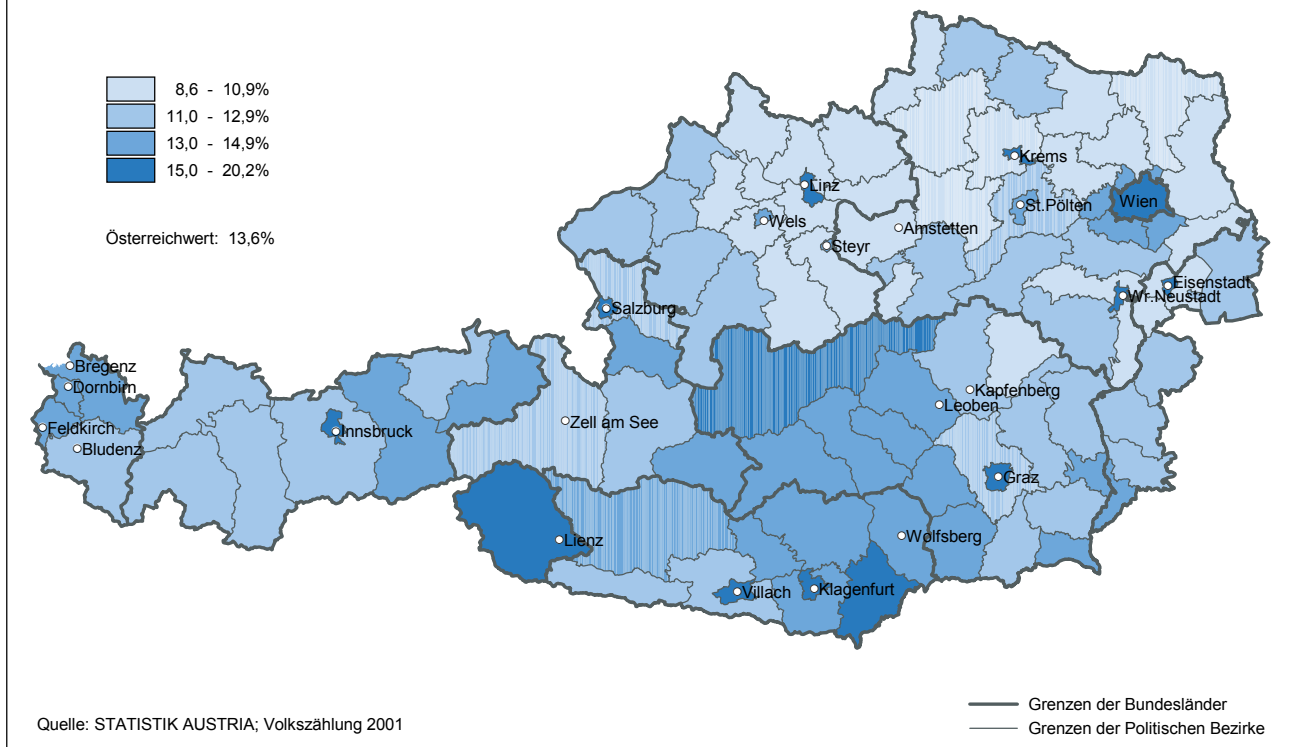 8,6 - 10,9%
11,0 - 12,9%
13,0 - 14,9%
15,0 - 20,2%
Österreichwert: 13,6%
Krems
Linz
Wien
St.Pölten
Wels
Amstetten
Steyr
Eisenstadt
Wr.Neustadt
Salzburg
Bregenz
Dornbirn
Kapfenberg
Leoben
Zell am See
Feldkirch
Innsbruck
Bludenz
Graz
Wolfsberg
Lienz
Villach
Klagenfurt
Grenzen der Bundesländer
Quelle: STATISTIK AUSTRIA; Volkszählung 2001
Grenzen der Politischen Bezirke